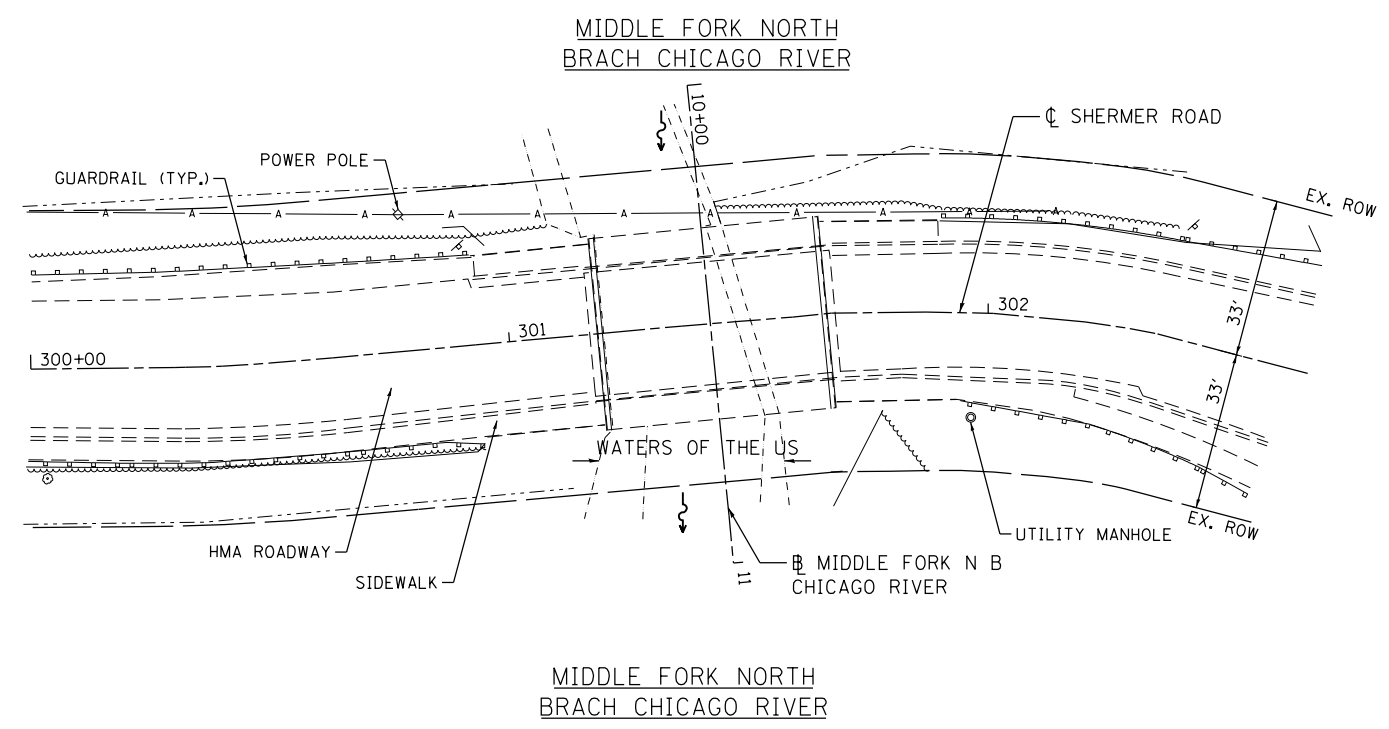 MIDDLE FORK NORTH
BRACH CHICAGO RIVER
10+00
℄ SHERMER ROAD
POWER POLE
GUARDRAIL (TYP.)
EX. ROW
A A A A A A A A A A A A
302
33'
301
300+00
33'
WATERS OF THE US
EX. ROW
UTILITY MANHOLE
HMA ROADWAY
B̵L MIDDLE FORK N B
CHICAGO RIVER
11
SIDEWALK
MIDDLE FORK NORTH
BRACH CHICAGO RIVER